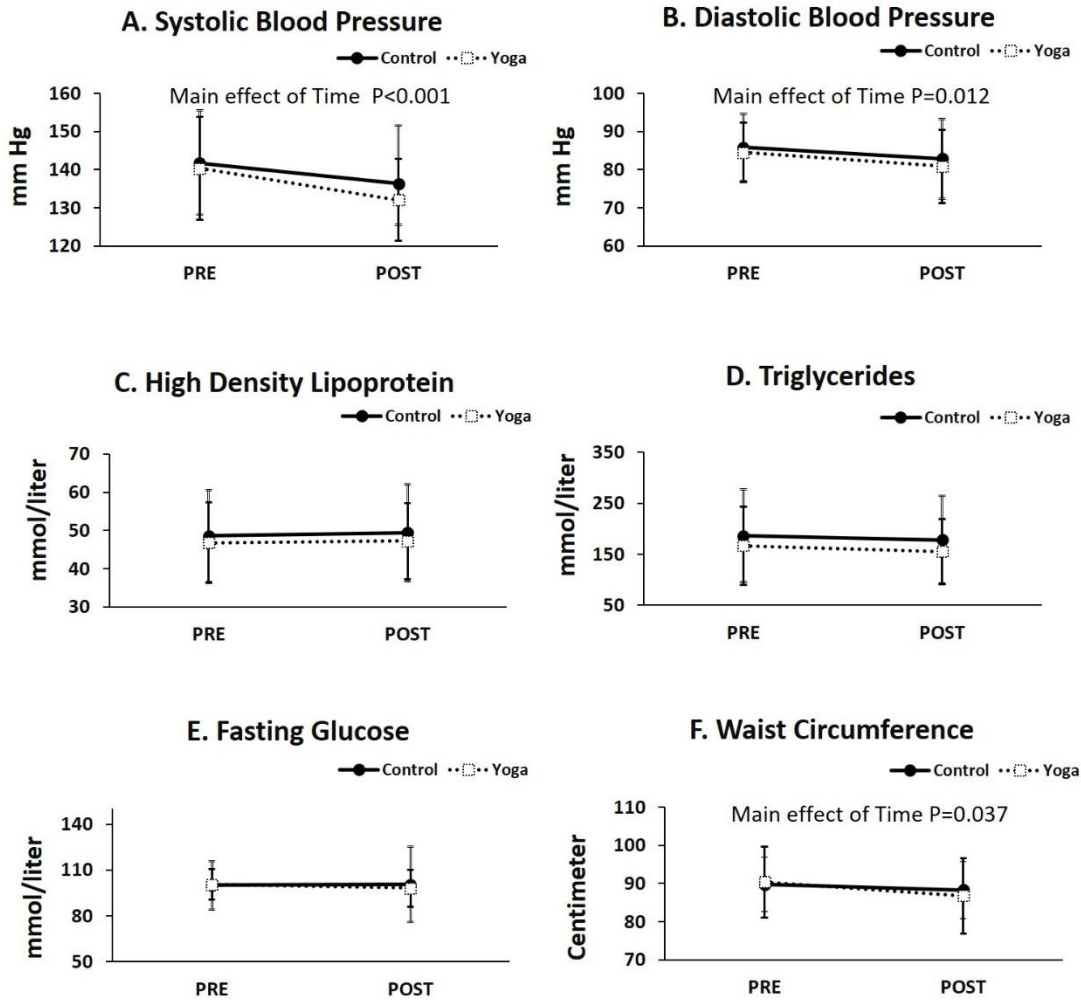 A. Systolic Blood Pressure
Control Yoga
Main effect of Time P<0.001
mm Hg
160
150
140
130
120
PRE POST
B. Diastolic Blood Pressure
Control Yoga
Main effect of Time P=0.012
mm Hg
100
90
80
70
60
PRE POST
C. High Density Lipoprotein
Control Yoga
mmol/liter
70
60
50
40
30
PRE POST
D. Triglycerides
Control Yoga
mmol/liter
350
250
150
50
PRE POST
E. Fasting Glucose
Control Yoga
mmol/liter
140
110
80
50
PRE POST
F. Waist Circumference
Control Yoga
Main effect of Time P=0.037
Centimeter
110
100
90
80
70
PRE POST